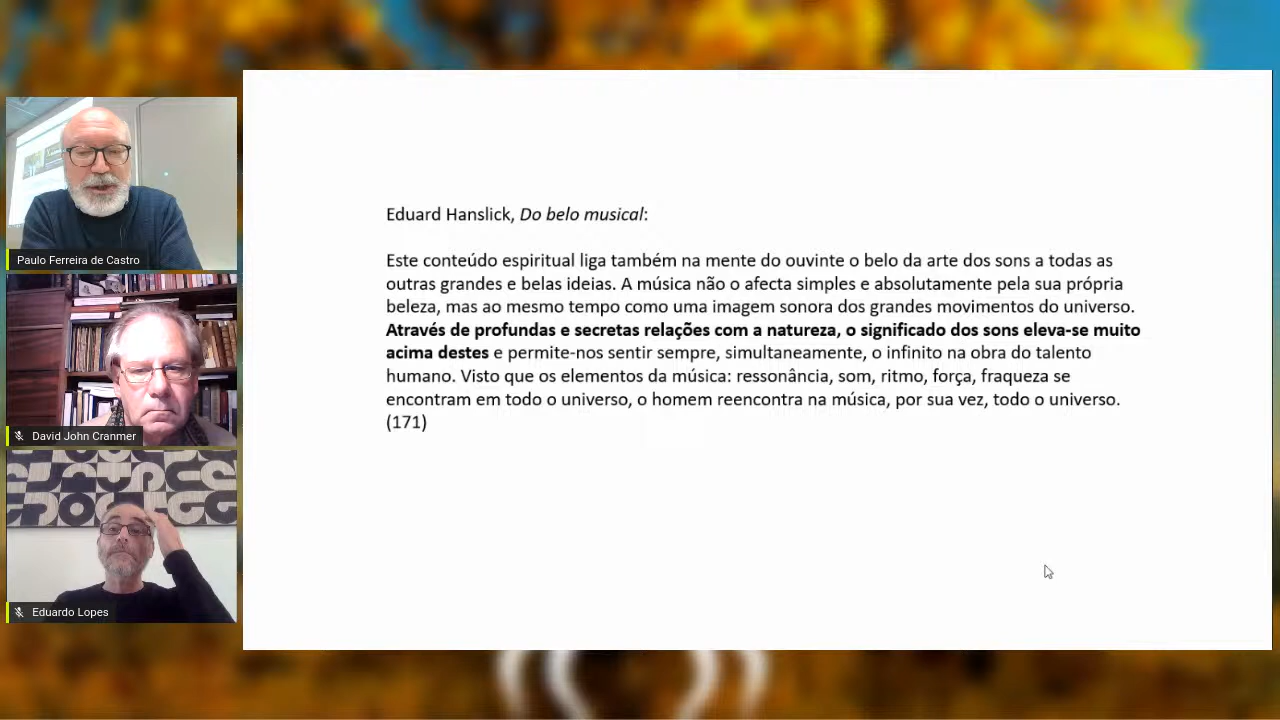 Paulo Ferreira de Castro
David John Cranmer
Eduardo Lopes
Eduard Hanslick, Do belo musical:
Este conteúdo espiritual liga também na mente do ouvinte o belo da arte dos sons a todas as
outras grandes e belas ideias. A música não o afecta simples e absolutamente pela sua própria
beleza, mas ao mesmo tempo como uma imagem sonora dos grandes movimentos do universo.
Através de profundas e secretas relações com a natureza, o significado dos sons eleva-se muito
acima destes e permite-nos sentir sempre, simultaneamente, o infinito na obra do talento
humano. Visto que os elementos da música: ressonância, som, ritmo, força, fraqueza se
encontram em todo o universo, o homem reencontra na música, por sua vez, todo o universo.
(171)